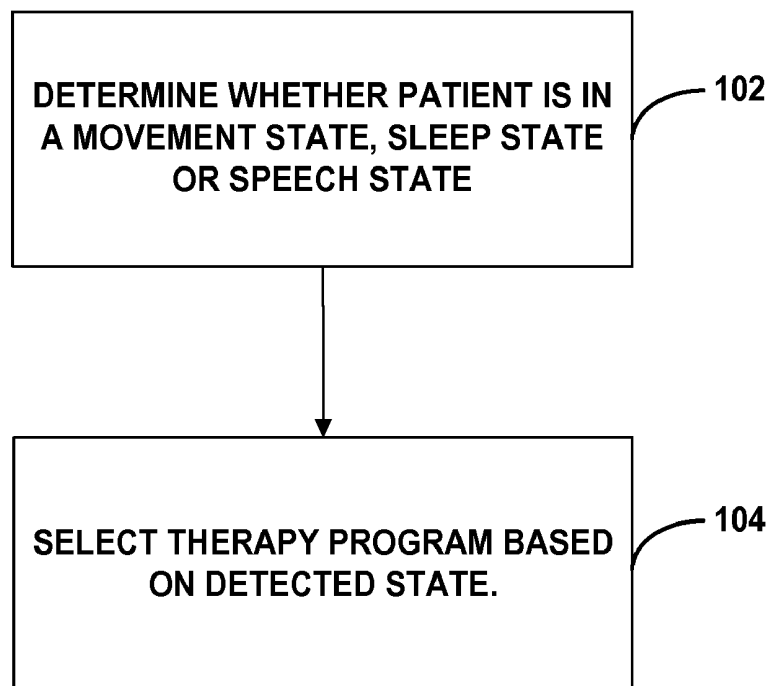 DETERMINE WHETHER PATIENT IS IN
A MOVEMENT STATE, SLEEP STATE
OR SPEECH STATE
102
SELECT THERAPY PROGRAM BASED
ON DETECTED STATE.
104